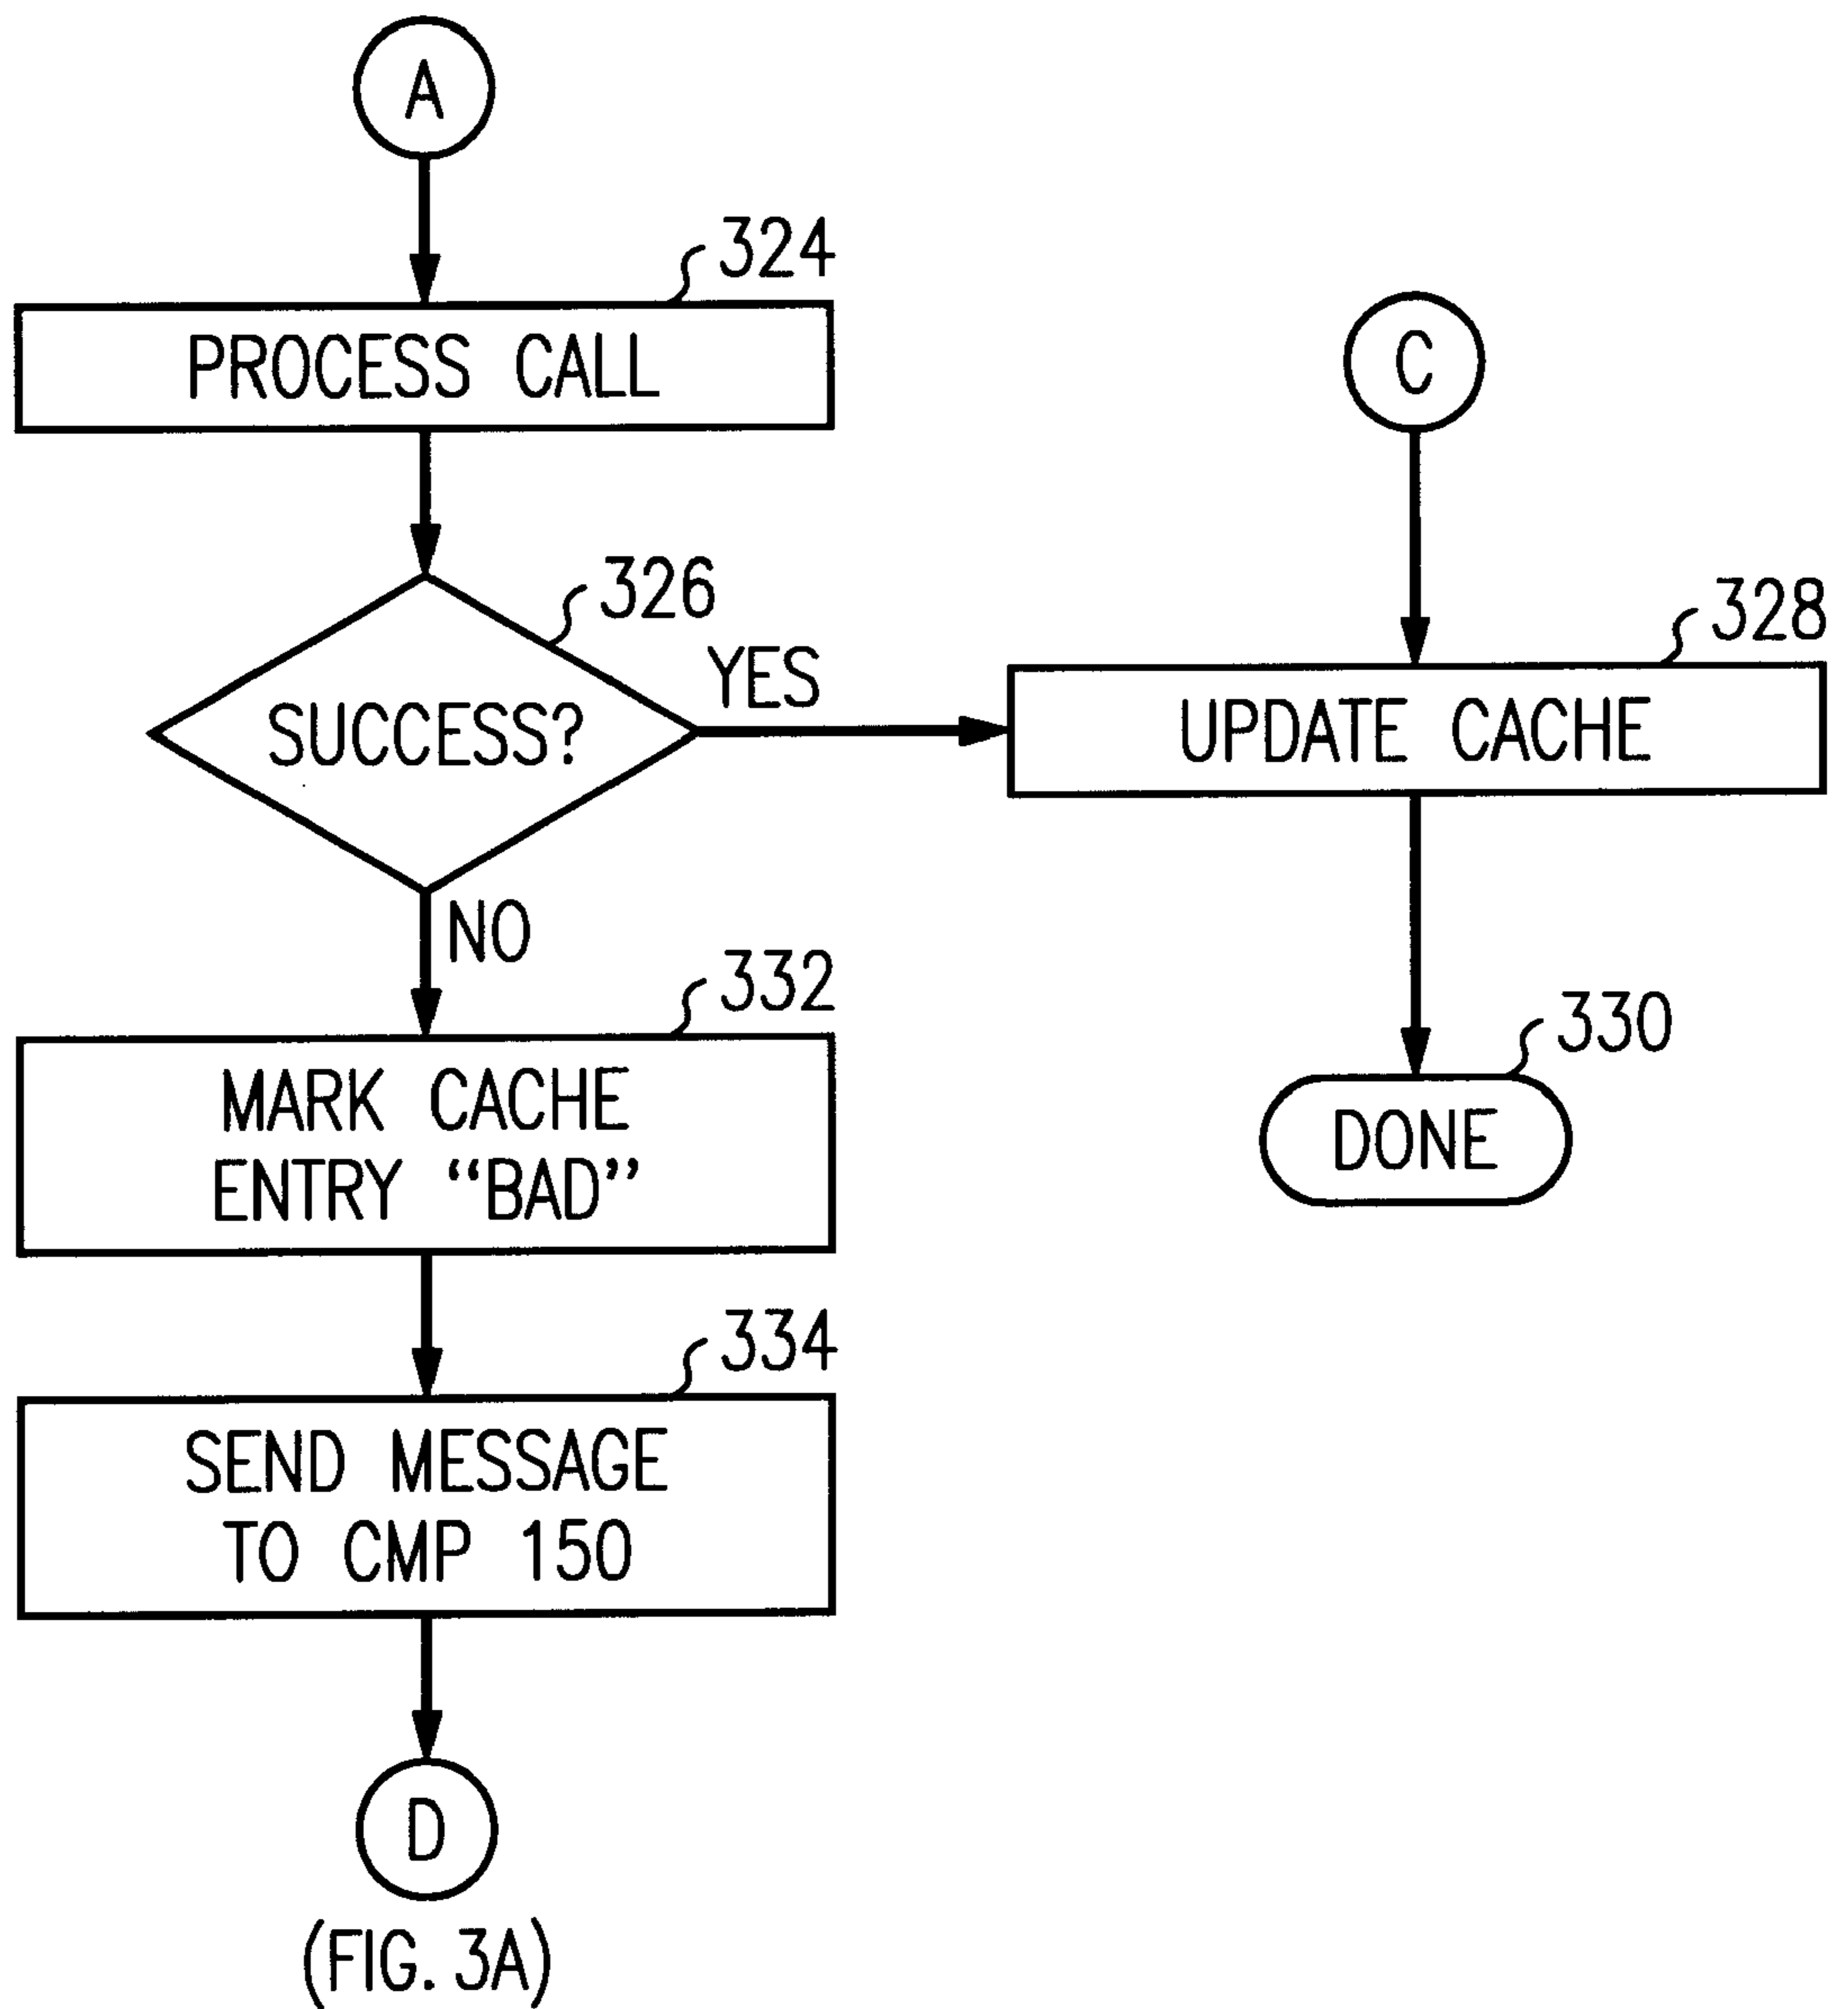 A
324
PROCESS CALL
C
326
SUCCESS?
YES
328
UPDATE CACHE
NO
332
MARK CACHE
ENTRY “BAD”
330
DONE
334
SEND MESSAGE
TO CMP 150
D
(FIG. 3A)